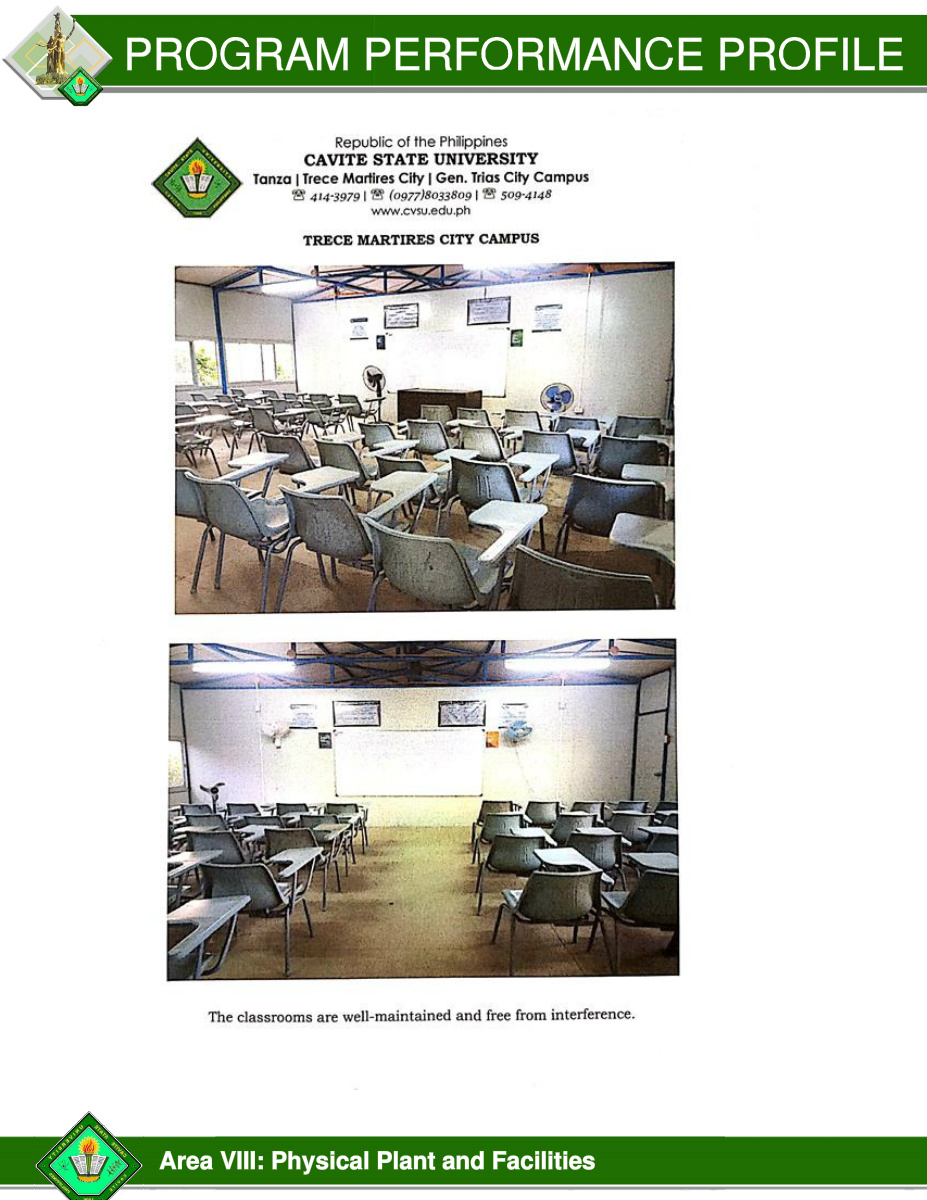 PROGRAM PERFORMANCE PROFILE
Republic of the Philippines
CAVITE STATE UNIVERSITY
Tanza | Trece Martires City | Gen. Trias City Campus
☏ 414-3979 | ☏ (0977)8033809 | ☏ 509-4148
www.cvsu.edu.ph
TRECE MARTIRES CITY CAMPUS
The classrooms are well-maintained and free from interference.
Area VIII: Physical Plant and Facilities